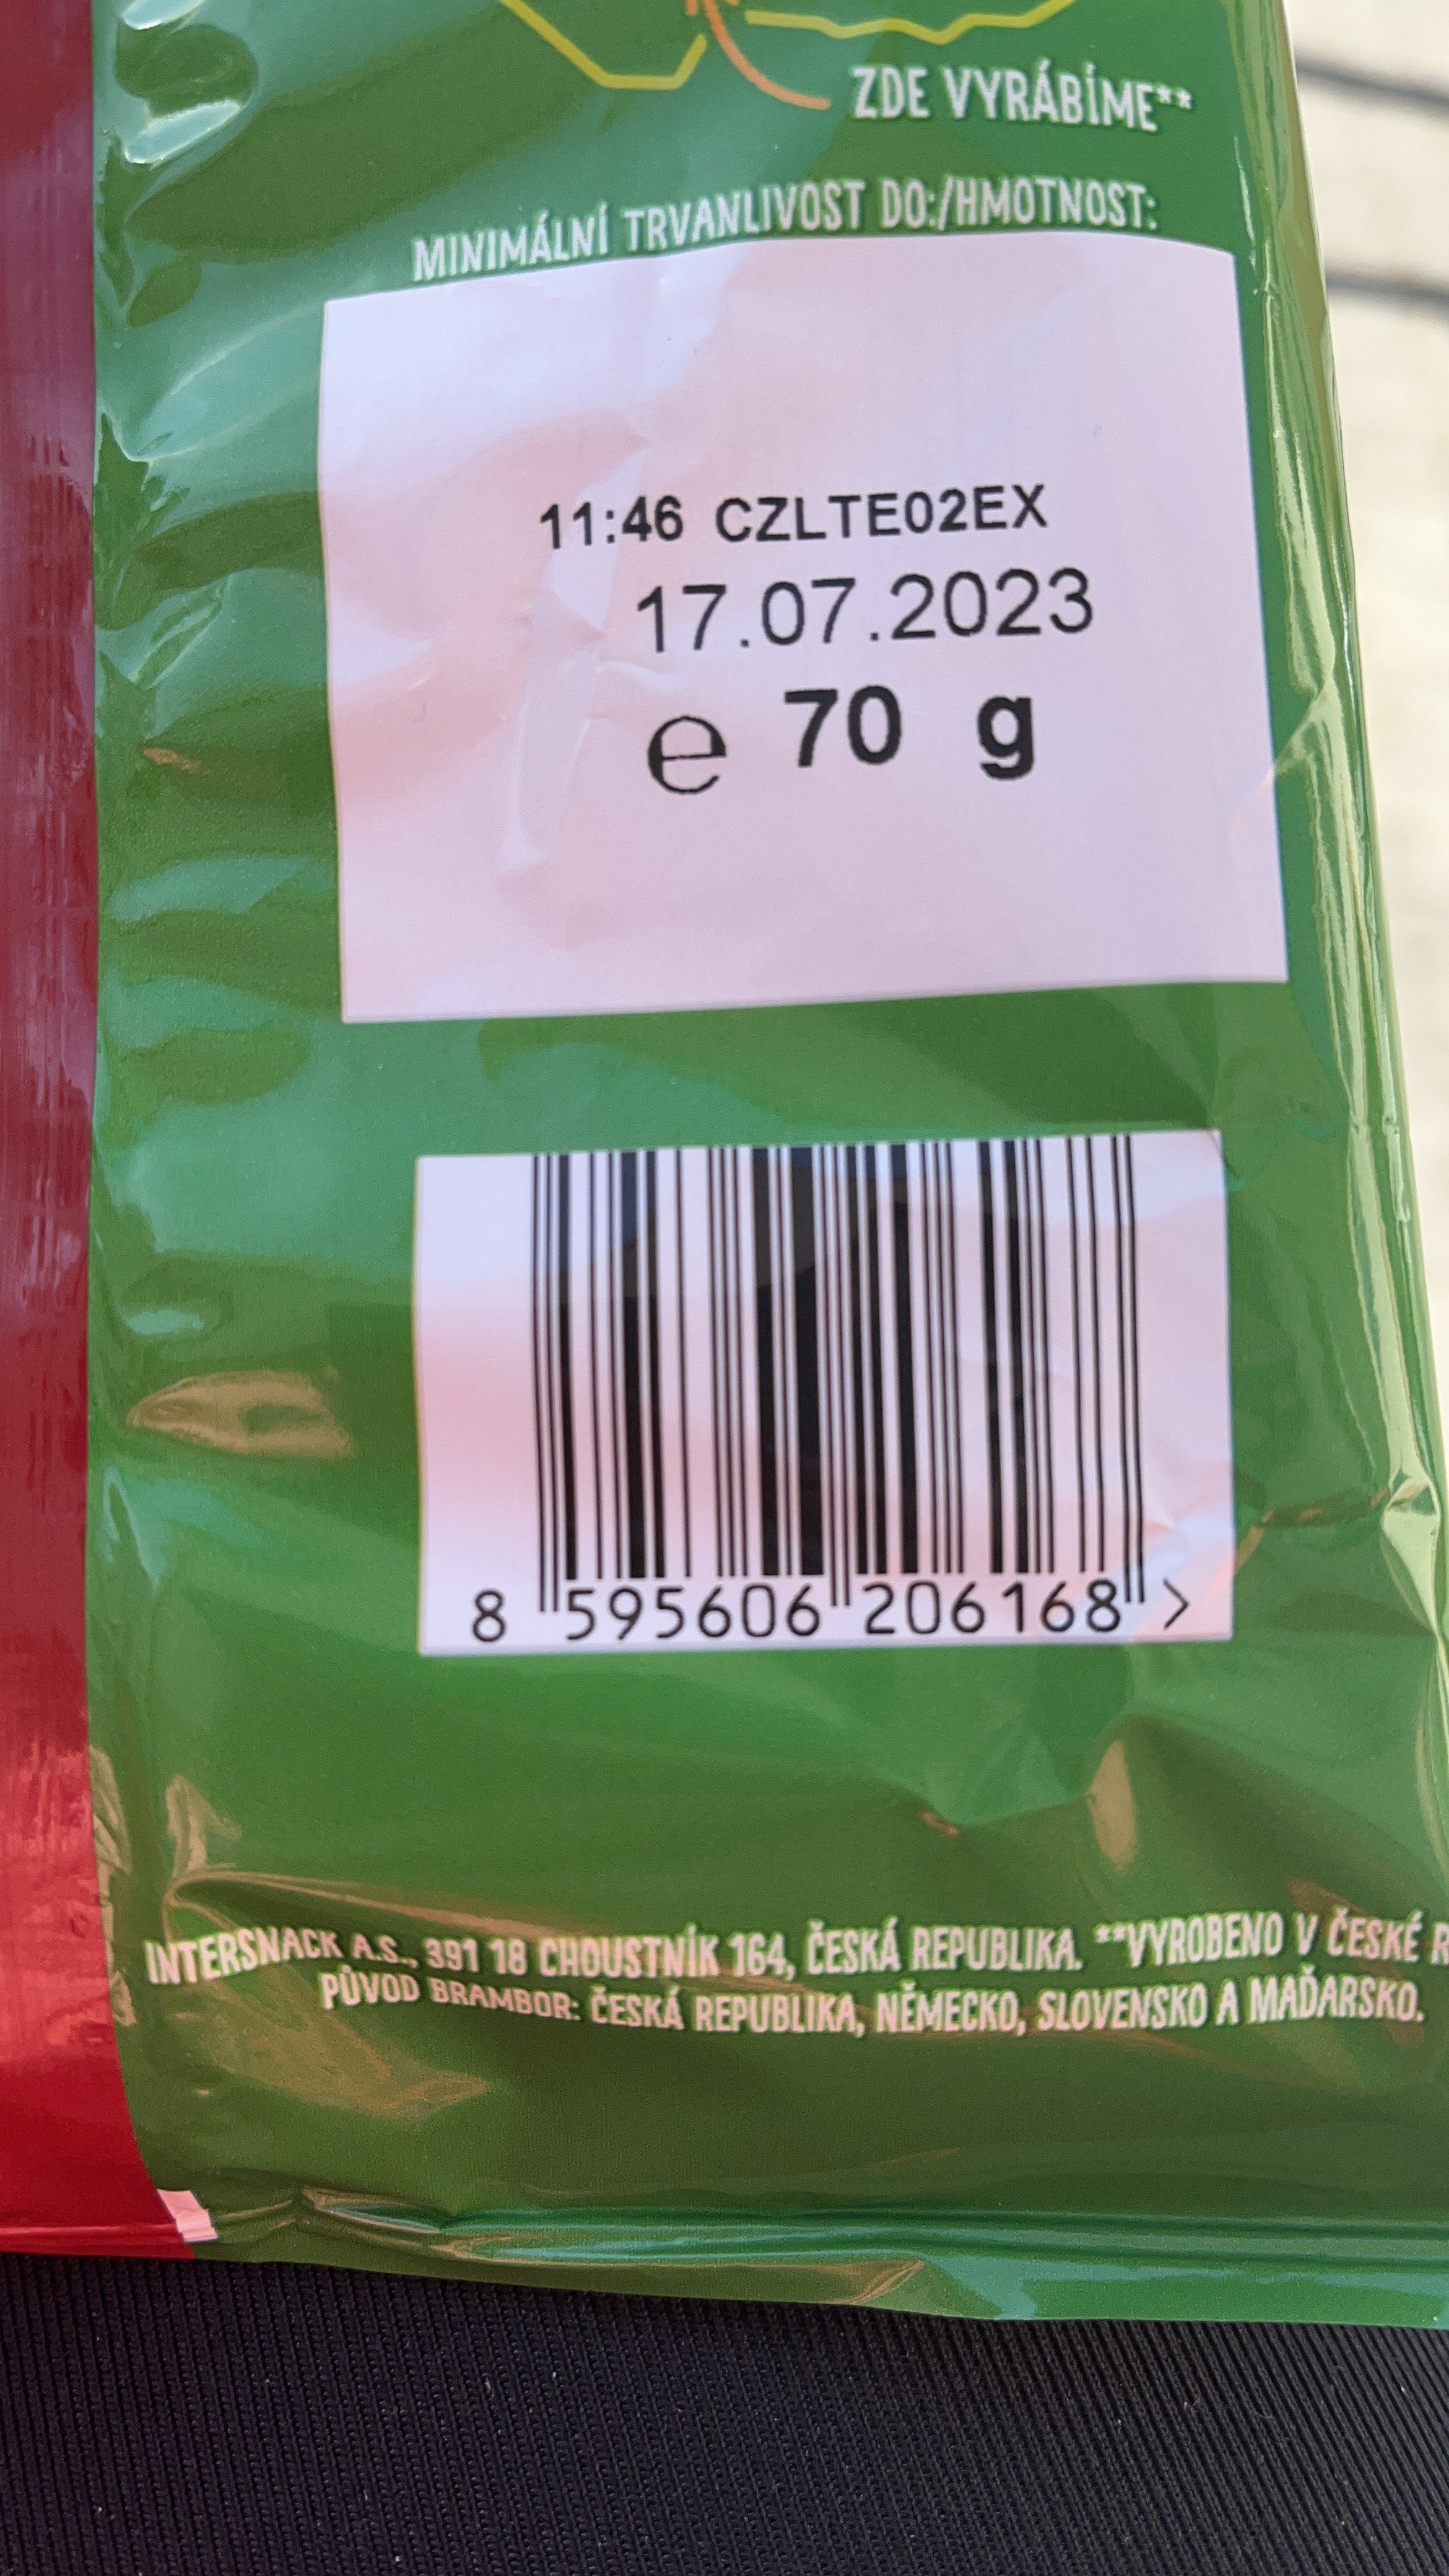 ZDE VYRÁBÍME**
MINIMÁLNÍ TRVANLIVOST DO:/HMOTNOST:
11:46 CZLTE02EX
17.07.2023
℮ 70 g
8 595606 206168 >
INTERSNACK A.S., 391 18 CHOUSTNÍK 164, ČESKÁ REPUBLIKA. **VYROBENO V ČESKÉ R
PŮVOD BRAMBOR: ČESKÁ REPUBLIKA, NĚMECKO, SLOVENSKO A MAĎARSKO.